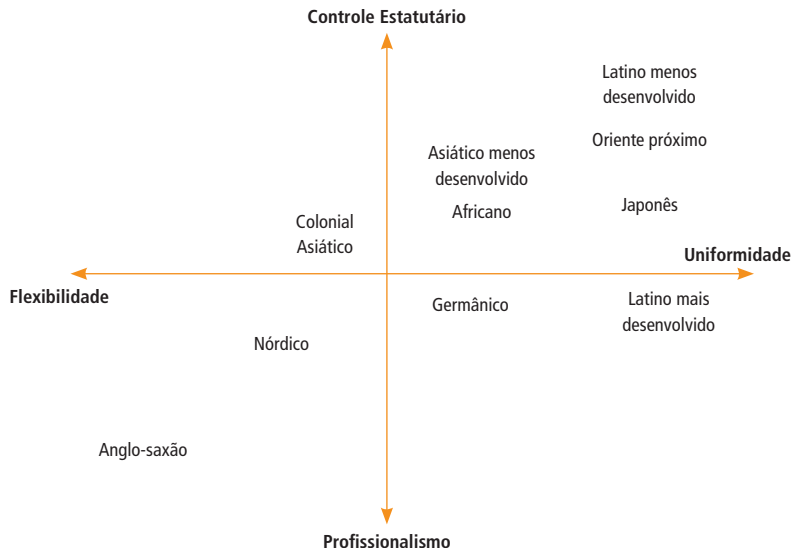 Controle Estatutário
Latino menos
desenvolvido
Oriente próximo
Asiático menos
desenvolvido
Africano
Japonês
Colonial
Asiático
Uniformidade
Flexibilidade
Germânico
Latino mais
desenvolvido
Nórdico
Anglo-saxão
Profissionalismo